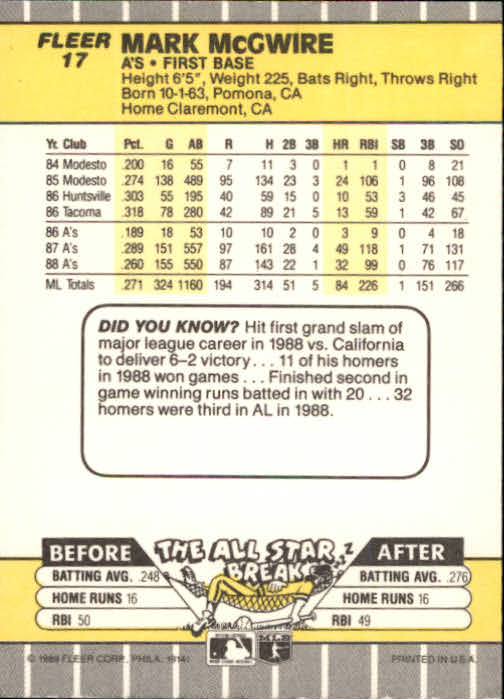 FLEER MARK McGWIRE
17 A'S • FIRST BASE
Height 6'5", Weight 225, Bats Right, Throws Right
Born 10-1-63, Pomona, CA
Home Claremont, CA
Yr. Club Pct. G AB R H 2B 3B HR RBI SB 3B SO
84 Modesto .200 16 55 7 11 3 0 1 1 0 8 21
85 Modesto .274 138 489 95 134 23 3 24 106 1 96 108
86 Huntsville .303 55 195 40 59 15 0 10 53 3 46 45
86 Tacoma .318 78 280 42 89 21 5 13 59 1 42 67
86 A's .189 18 53 10 10 2 0 3 9 0 4 18
87 A's .289 151 557 97 161 28 4 49 118 1 71 131
88 A's .260 155 550 87 143 22 1 32 99 0 76 117
ML Totals .271 324 1160 194 314 51 5 84 226 1 151 266
DID YOU KNOW? Hit first grand slam of
major league career in 1988 vs. California
to deliver 6–2 victory . . . 11 of his homers
in 1988 won games . . . Finished second in
game winning runs batted in with 20 . . . 32
homers were third in AL in 1988.
BEFORE THE ALL STAR BREAK Z Z AFTER
BATTING AVG. .248 BATTING AVG. .276
HOME RUNS 16 HOME RUNS 16
RBI 50 RBI 49
© 1989 FLEER CORP., PHILA. 19141 MLB PRINTED IN U.S.A.